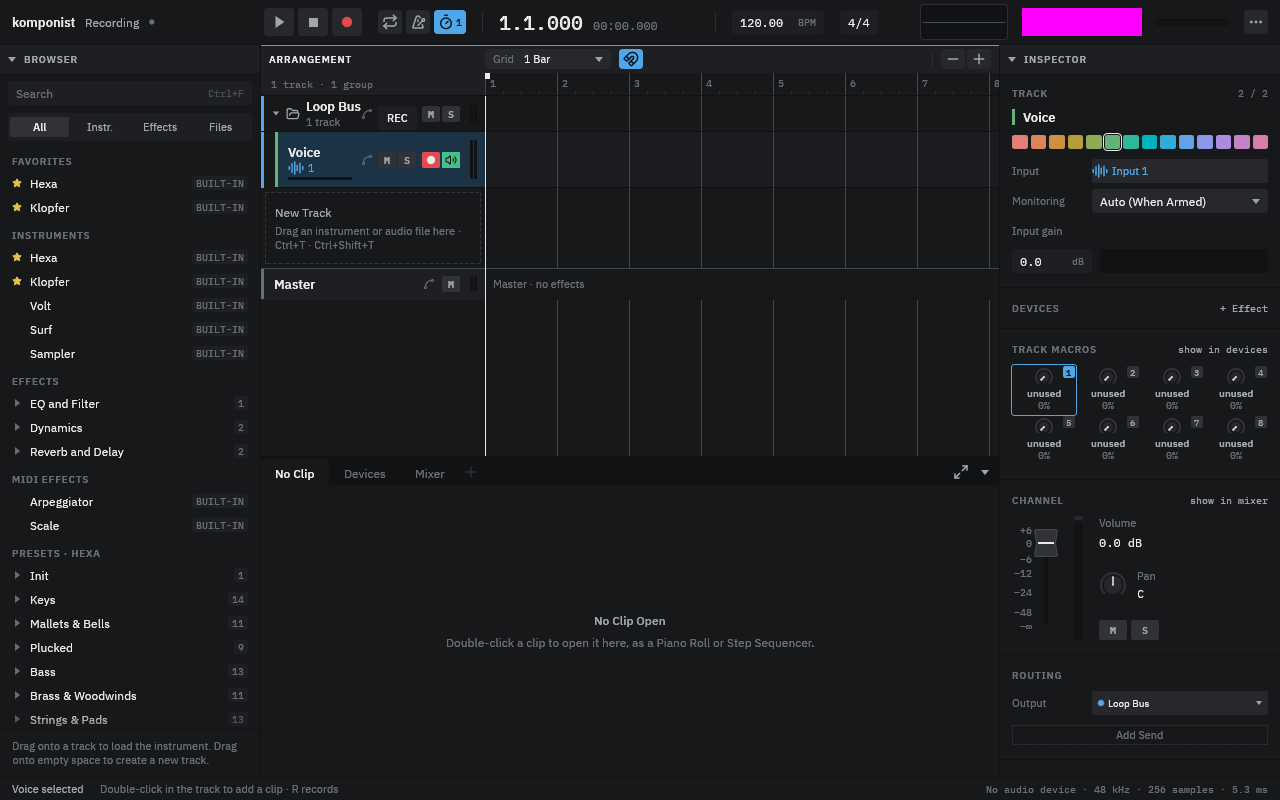 komponist Recording
1
1.1.000 00:00.000
120.00 BPM
4/4
BROWSER
Search Ctrl+F
All Instr. Effects Files
FAVORITES
Hexa BUILT-IN
Klopfer BUILT-IN
INSTRUMENTS
Hexa BUILT-IN
Klopfer BUILT-IN
Volt BUILT-IN
Surf BUILT-IN
Sampler BUILT-IN
EFFECTS
EQ and Filter 1
Dynamics 2
Reverb and Delay 2
MIDI EFFECTS
Arpeggiator BUILT-IN
Scale BUILT-IN
PRESETS · HEXA
Init 1
Keys 14
Mallets & Bells 11
Plucked 9
Bass 13
Brass & Woodwinds 11
Strings & Pads 13
Drag onto a track to load the instrument. Drag
onto empty space to create a new track.
ARRANGEMENT Grid 1 Bar
1 track · 1 group
1 2 3 4 5 6 7 8
Loop Bus
1 track
REC M S
Voice
1
M S
New Track
Drag an instrument or audio file here ·
Ctrl+T · Ctrl+Shift+T
Master M
Master · no effects
No Clip Devices Mixer +
No Clip Open
Double-click a clip to open it here, as a Piano Roll or Step Sequencer.
INSPECTOR
TRACK 2 / 2
Voice
Input Input 1
Monitoring Auto (When Armed)
Input gain
0.0 dB
DEVICES + Effect
TRACK MACROS show in devices
1 2 3 4
unused unused unused unused
0% 0% 0% 0%
5 6 7 8
unused unused unused unused
0% 0% 0% 0%
CHANNEL show in mixer
+6
0
−6
−12
−24
−48
−∞
Volume
0.0 dB
Pan
C
M S
ROUTING
Output Loop Bus
Add Send
Voice selected Double-click in the track to add a clip · R records
No audio device · 48 kHz · 256 samples · 5.3 ms